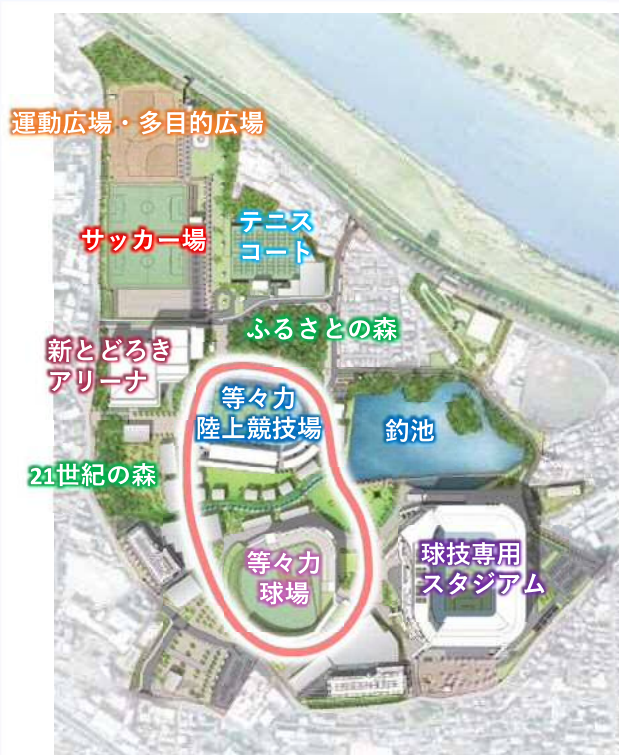 運動広場・多目的広場
テニス
コート
サッカー場
ふるさとの森
新とどろき
アリーナ
等々力
陸上競技場
釣池
21世紀の森
球技専用
スタジアム
等々力
球場